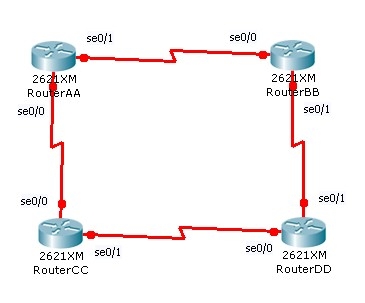 se0/1
se0/0
2621XM
RouterAA
2621XM
RouterBB
se0/0
se0/1
se0/0
se0/1
2621XM
RouterCC
se0/1
se0/0
2621XM
RouterDD